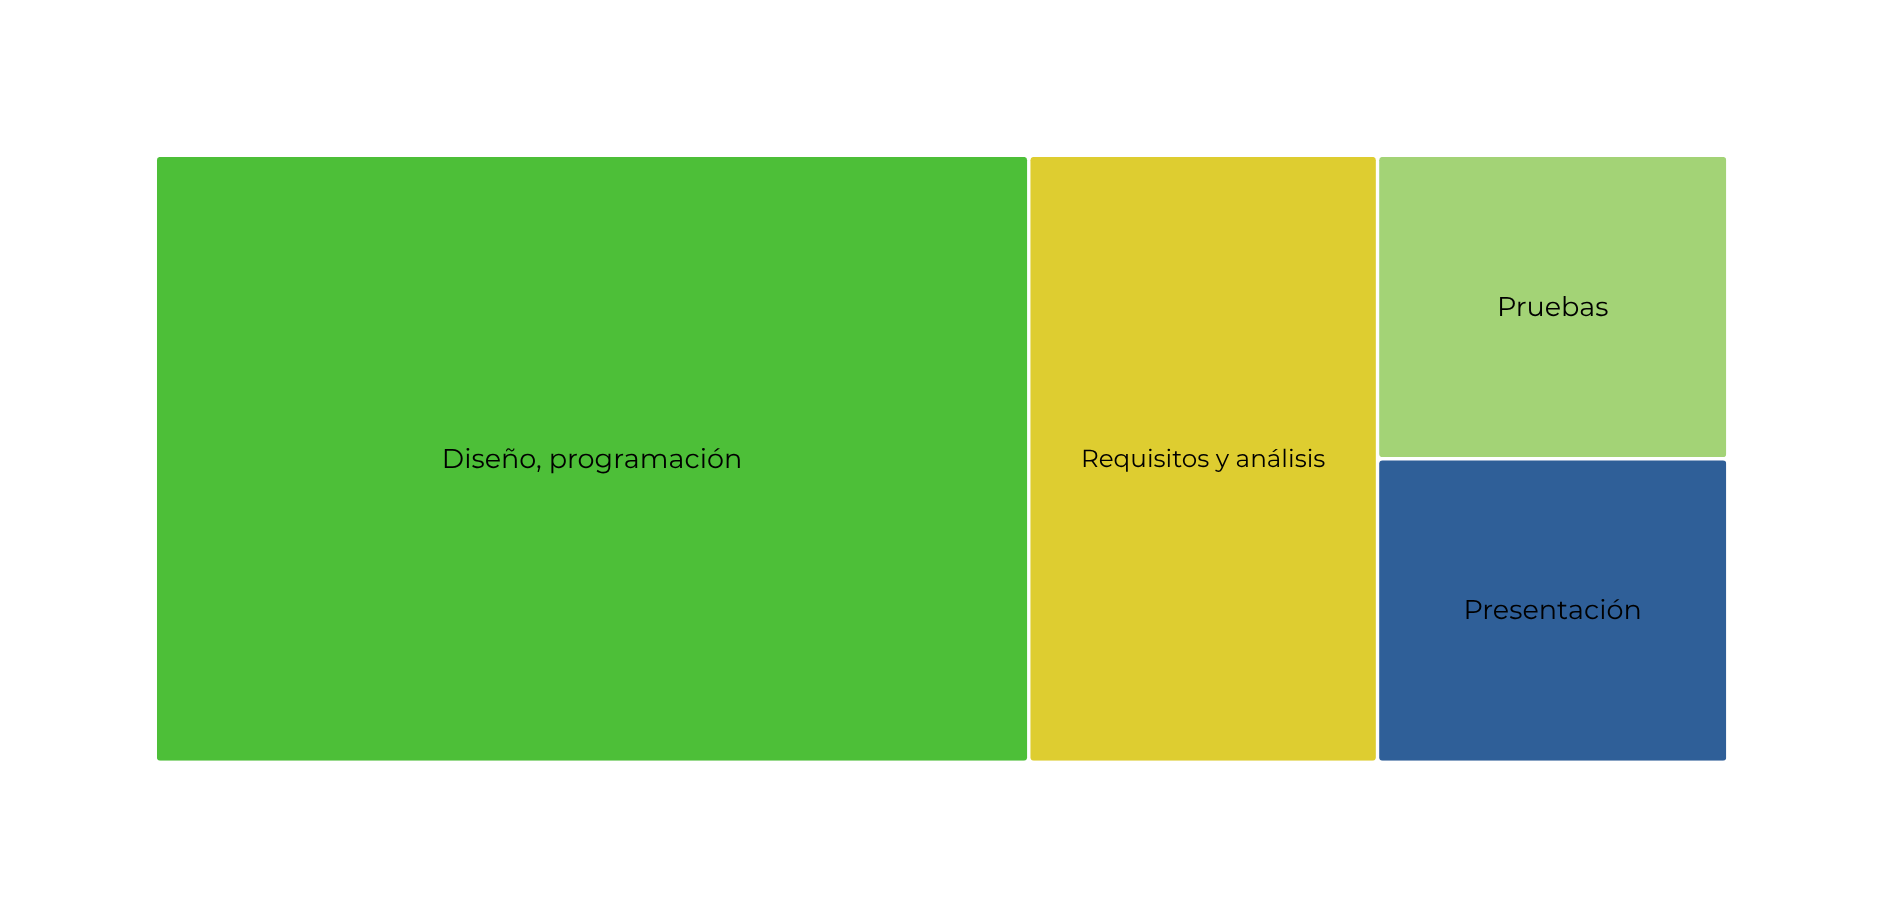 Diseño, programación
Requisitos y análisis
Pruebas
Presentación